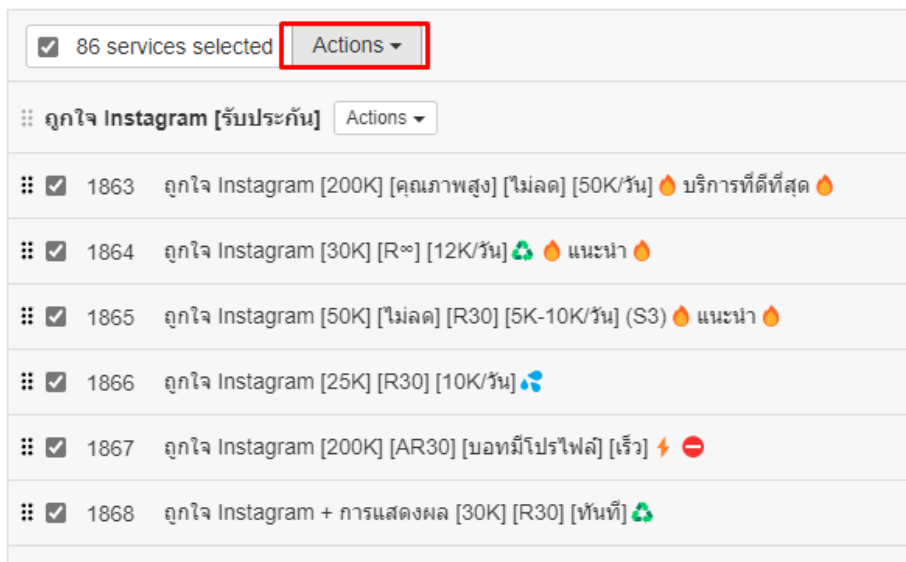 86 services selected Actions
ถูกใจ Instagram [รับประกัน] Actions
1863 ถูกใจ Instagram [200K] [คุณภาพสูง] [ไม่ลด] [50K/วัน]🔥 บริการที่ดีที่สุด 🔥
1864 ถูกใจ Instagram [30K] [R∞] [12K/วัน]♻️ 🔥 แนะนำ 🔥
1865 ถูกใจ Instagram [50K] [ไม่ลด] [R30] [5K-10K/วัน] (S3)🔥 แนะนำ 🔥
1866 ถูกใจ Instagram [25K] [R30] [10K/วัน]💦
1867 ถูกใจ Instagram [200K] [AR30] [บอทมีโปรไฟล์] [เร็ว]⚡ ⛔
1868 ถูกใจ Instagram + การแสดงผล [30K] [R30] [ทันที]♻️